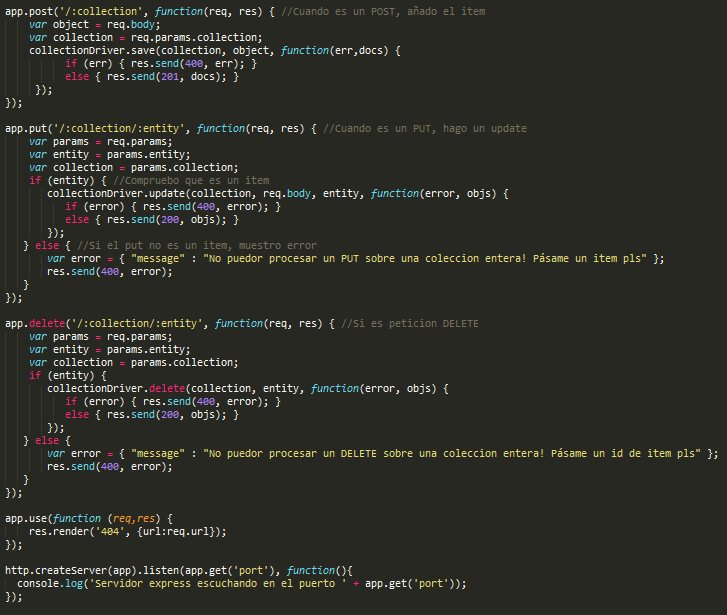 app.post('/:collection', function(req, res) { //Cuando es un POST, añado el item
    var object = req.body;
    var collection = req.params.collection;
    collectionDriver.save(collection, object, function(err,docs) {
          if (err) { res.send(400, err); }
          else { res.send(201, docs); }
     });
});

app.put('/:collection/:entity', function(req, res) { //Cuando es un PUT, hago un update
    var params = req.params;
    var entity = params.entity;
    var collection = params.collection;
    if (entity) { //Compruebo que es un item
       collectionDriver.update(collection, req.body, entity, function(error, objs) {
          if (error) { res.send(400, error); }
          else { res.send(200, objs); }
       });
   } else { //Si el put no es un item, muestro error
       var error = { "message" : "No puedor procesar un PUT sobre una coleccion entera! Pásame un item pls" };
       res.send(400, error);
   }
});

app.delete('/:collection/:entity', function(req, res) { //Si es peticion DELETE
    var params = req.params;
    var entity = params.entity;
    var collection = params.collection;
    if (entity) {
       collectionDriver.delete(collection, entity, function(error, objs) {
          if (error) { res.send(400, error); }
          else { res.send(200, objs); }
       });
   } else {
       var error = { "message" : "No puedor procesar un DELETE sobre una coleccion entera! Pásame un id de item pls" };
       res.send(400, error);
   }
});

app.use(function (req,res) {
    res.render('404', {url:req.url});
});

http.createServer(app).listen(app.get('port'), function(){
  console.log('Servidor express escuchando en el puerto ' + app.get('port'));
});